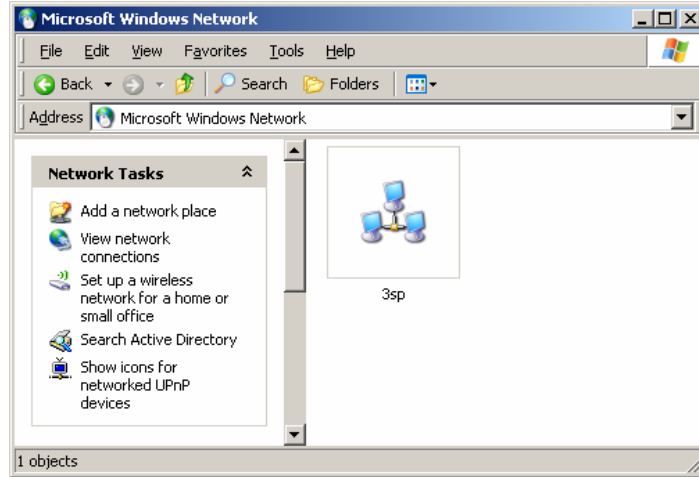 Microsoft Windows Network
File Edit View Favorites Tools Help
Back Search Folders
Address Microsoft Windows Network
Network Tasks
Add a network place
View network
connections
Set up a wireless
network for a home or
small office
Search Active Directory
Show icons for
networked UPnP
devices
3sp
1 objects